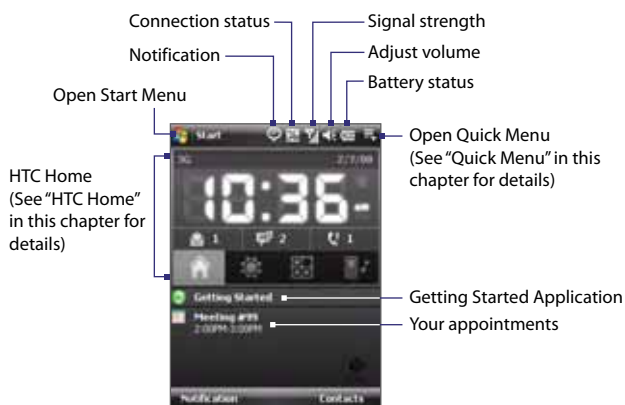 Connection status
Signal strength
Notification
Adjust volume
Battery status
Open Start Menu
Start
Open Quick Menu
(See “Quick Menu” in this
chapter for details)
HTC Home
(See “HTC Home”
in this chapter for
details)
3G
2/7/08
10:36
1
2
1
Getting Started
Getting Started Application
Meeting #99
Your appointments
2:00PM-3:00PM
Notification
Contacts